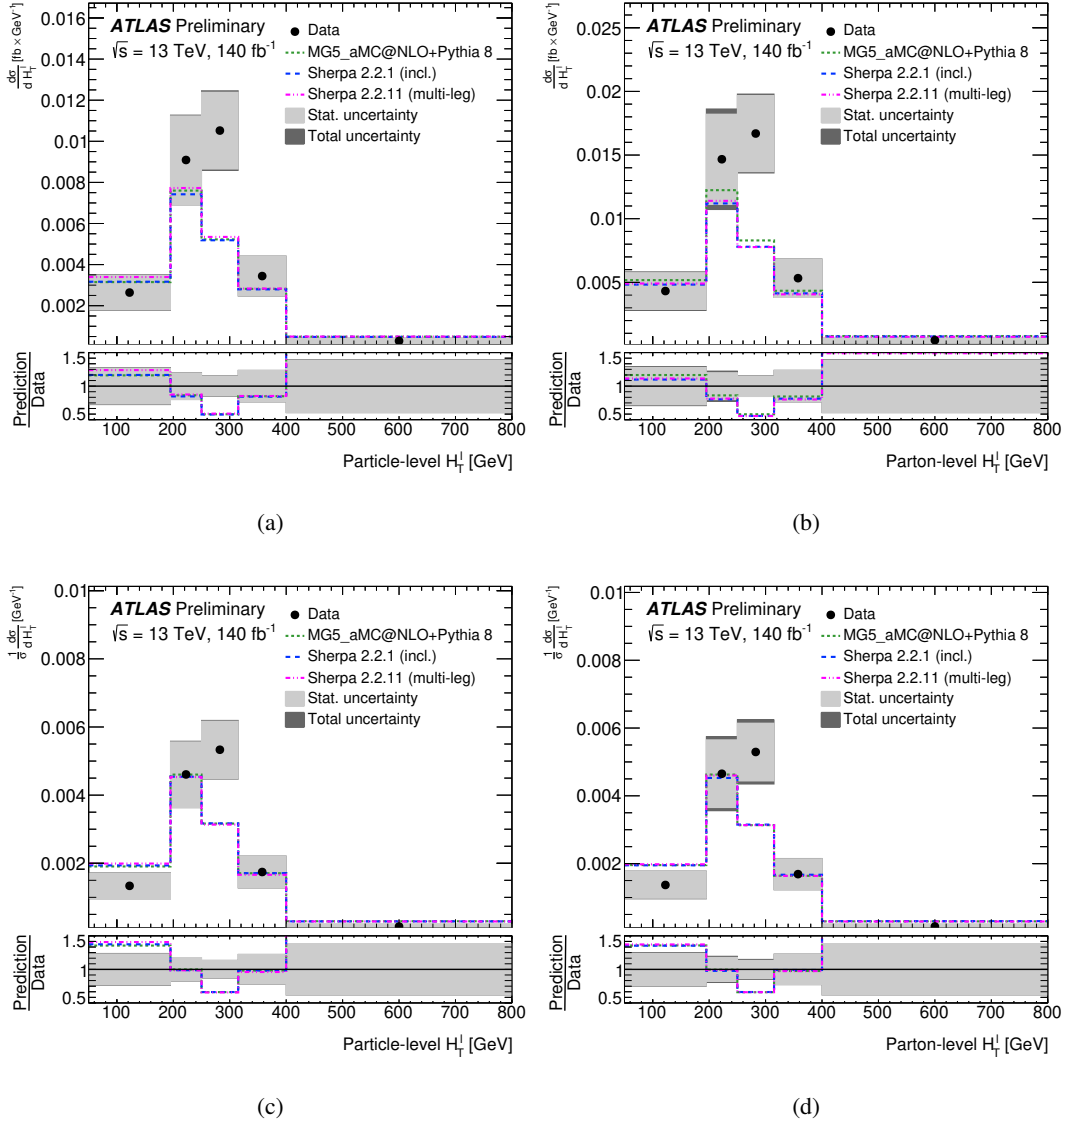 ATLAS Preliminary
√s = 13 TeV, 140 fb⁻¹
Data
MG5_aMC@NLO+Pythia 8
Sherpa 2.2.1 (incl.)
Sherpa 2.2.11 (multi-leg)
Stat. uncertainty
Total uncertainty
dσ/d H_T^l [fb × GeV⁻¹]
0.016
0.014
0.012
0.01
0.008
0.006
0.004
0.002
Prediction
Data
1.5
1
0.5
100 200 300 400 500 600 700 800
Particle-level H_T^l [GeV]
(a)
ATLAS Preliminary
√s = 13 TeV, 140 fb⁻¹
Data
MG5_aMC@NLO+Pythia 8
Sherpa 2.2.1 (incl.)
Sherpa 2.2.11 (multi-leg)
Stat. uncertainty
Total uncertainty
dσ/d H_T^l [fb × GeV⁻¹]
0.025
0.02
0.015
0.01
0.005
Prediction
Data
1.5
1
0.5
100 200 300 400 500 600 700 800
Parton-level H_T^l [GeV]
(b)
ATLAS Preliminary
√s = 13 TeV, 140 fb⁻¹
Data
MG5_aMC@NLO+Pythia 8
Sherpa 2.2.1 (incl.)
Sherpa 2.2.11 (multi-leg)
Stat. uncertainty
Total uncertainty
1/σ dσ/d H_T^l [GeV⁻¹]
0.01
0.008
0.006
0.004
0.002
Prediction
Data
1.5
1
0.5
100 200 300 400 500 600 700 800
Particle-level H_T^l [GeV]
(c)
ATLAS Preliminary
√s = 13 TeV, 140 fb⁻¹
Data
MG5_aMC@NLO+Pythia 8
Sherpa 2.2.1 (incl.)
Sherpa 2.2.11 (multi-leg)
Stat. uncertainty
Total uncertainty
1/σ dσ/d H_T^l [GeV⁻¹]
0.01
0.008
0.006
0.004
0.002
Prediction
Data
1.5
1
0.5
100 200 300 400 500 600 700 800
Parton-level H_T^l [GeV]
(d)